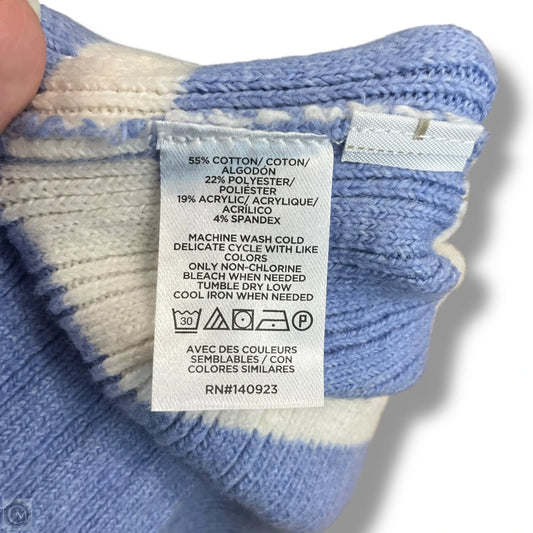 55% COTTON/ COTON/
ALGODÓN
22% POLYESTER/
POLIÉSTER
19% ACRYLIC/ ACRYLIQUE/
ACRÍLICO
4% SPANDEX
MACHINE WASH COLD
DELICATE CYCLE WITH LIKE
COLORS
ONLY NON-CHLORINE
BLEACH WHEN NEEDED
TUMBLE DRY LOW
COOL IRON WHEN NEEDED
30 P
AVEC DES COULEURS
SEMBLABLES / CON
COLORES SIMILARES
RN#140923